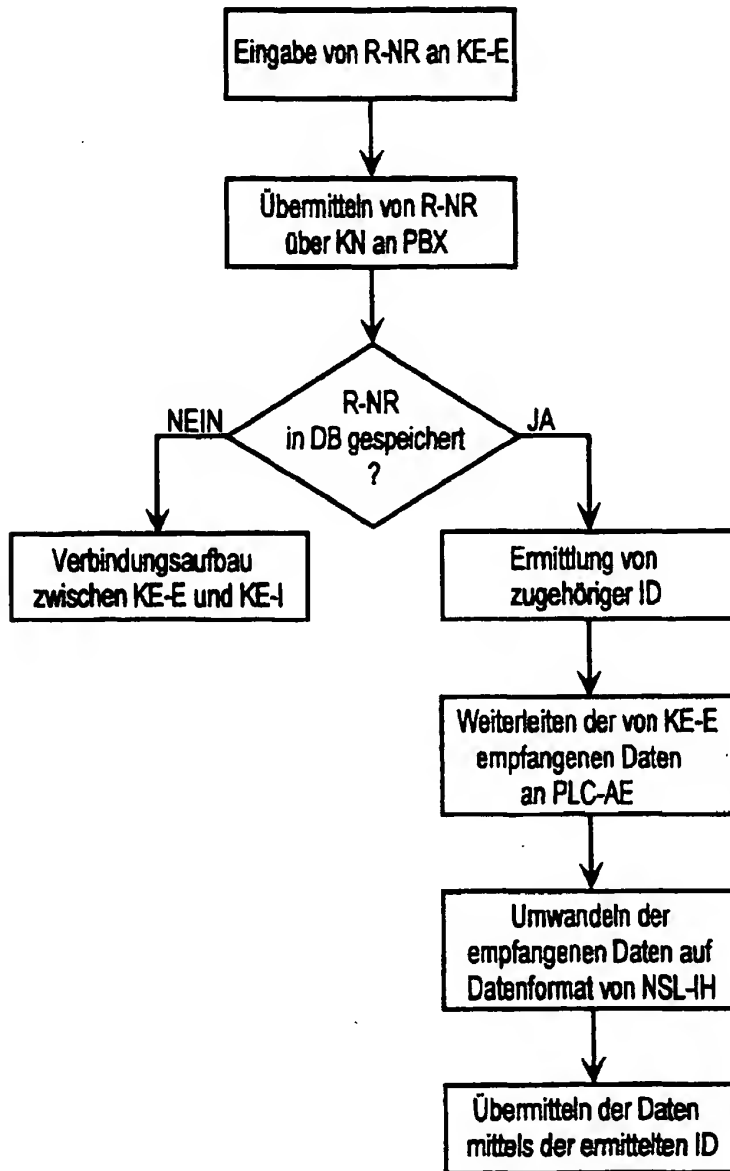 Eingabe von R-NR an KE-E
Übermitteln von R-NR
über KN an PBX
R-NR
in DB gespeichert
?
NEIN
JA
Verbindungsaufbau
zwischen KE-E und KE-I
Ermittlung von
zugehöriger ID
Weiterleiten der von KE-E
empfangenen Daten
an PLC-AE
Umwandeln der
empfangenen Daten auf
Datenformat von NSL-IH
Übermitteln der Daten
mittels der ermittelten ID